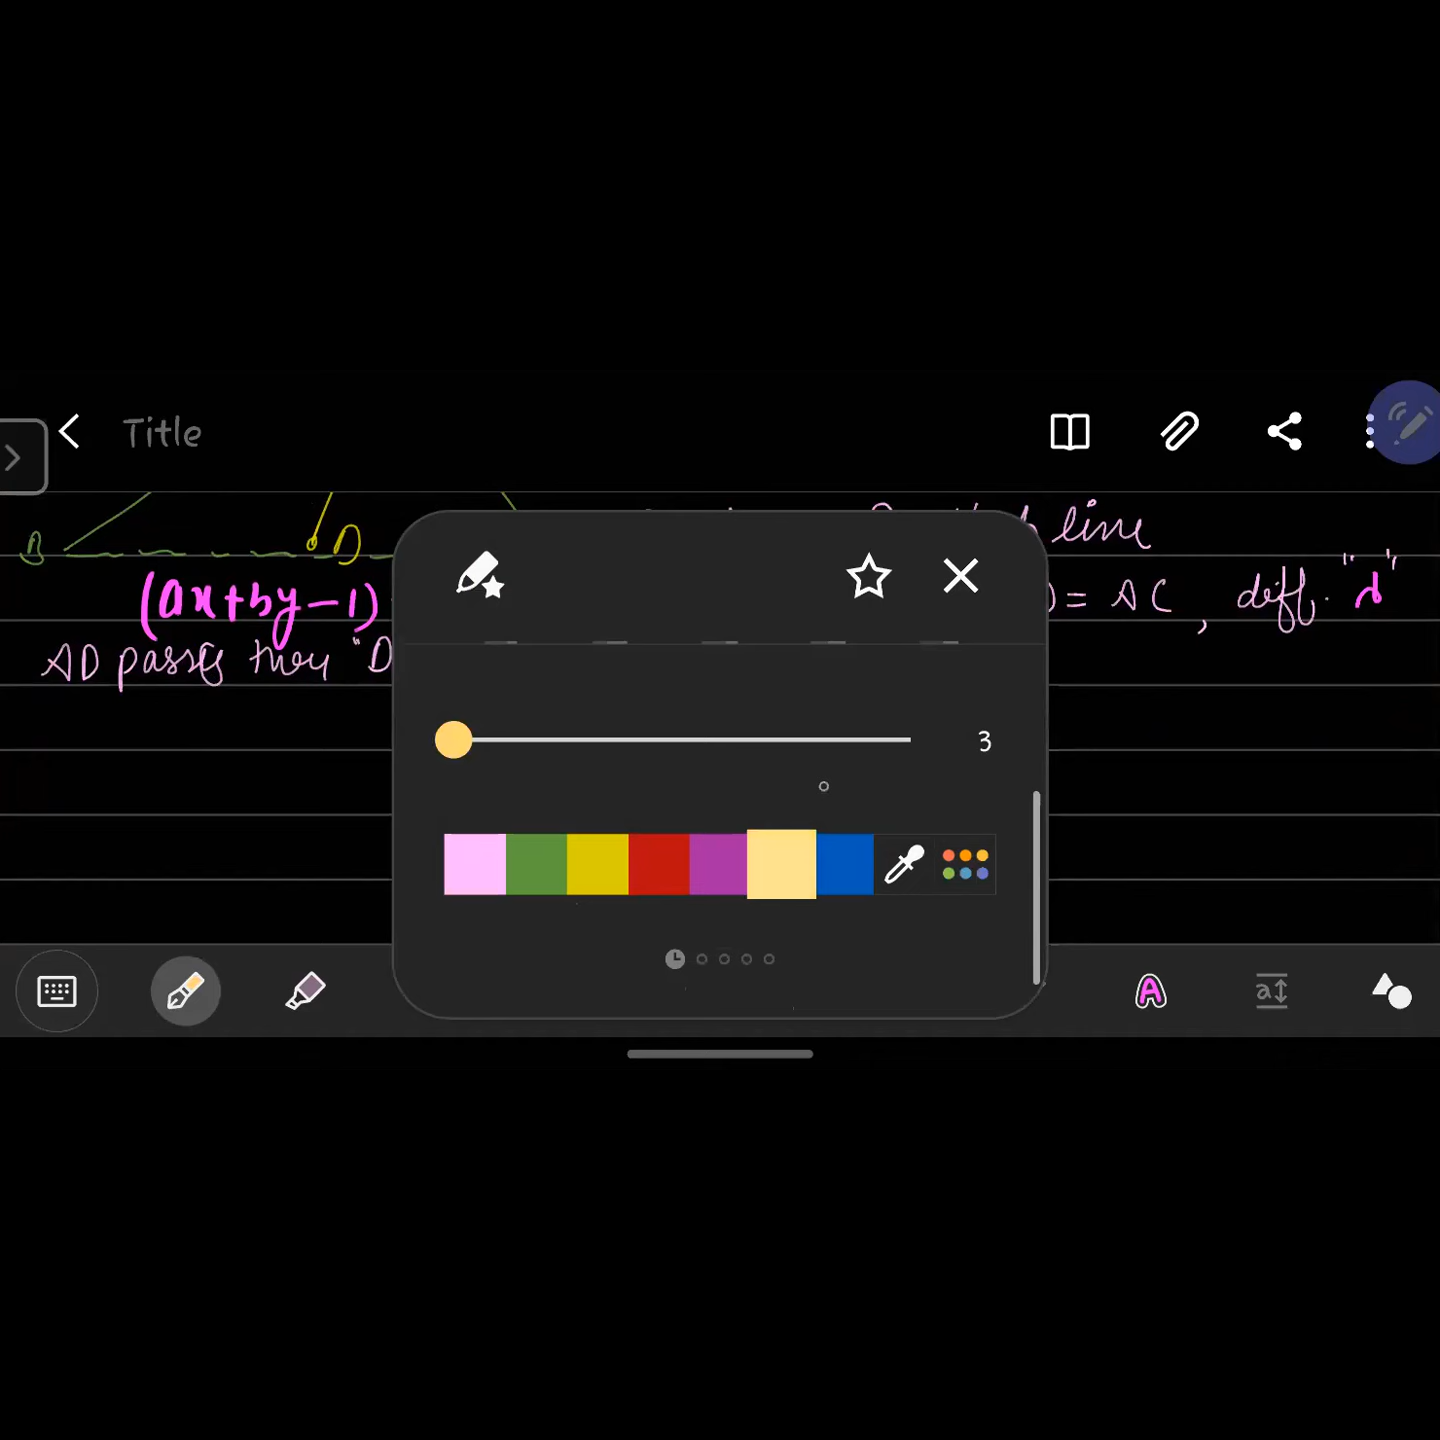 Title
line
B D
(ax+by-1) )= AC, diff. "λ"
AD passes thru "D
3
A
a